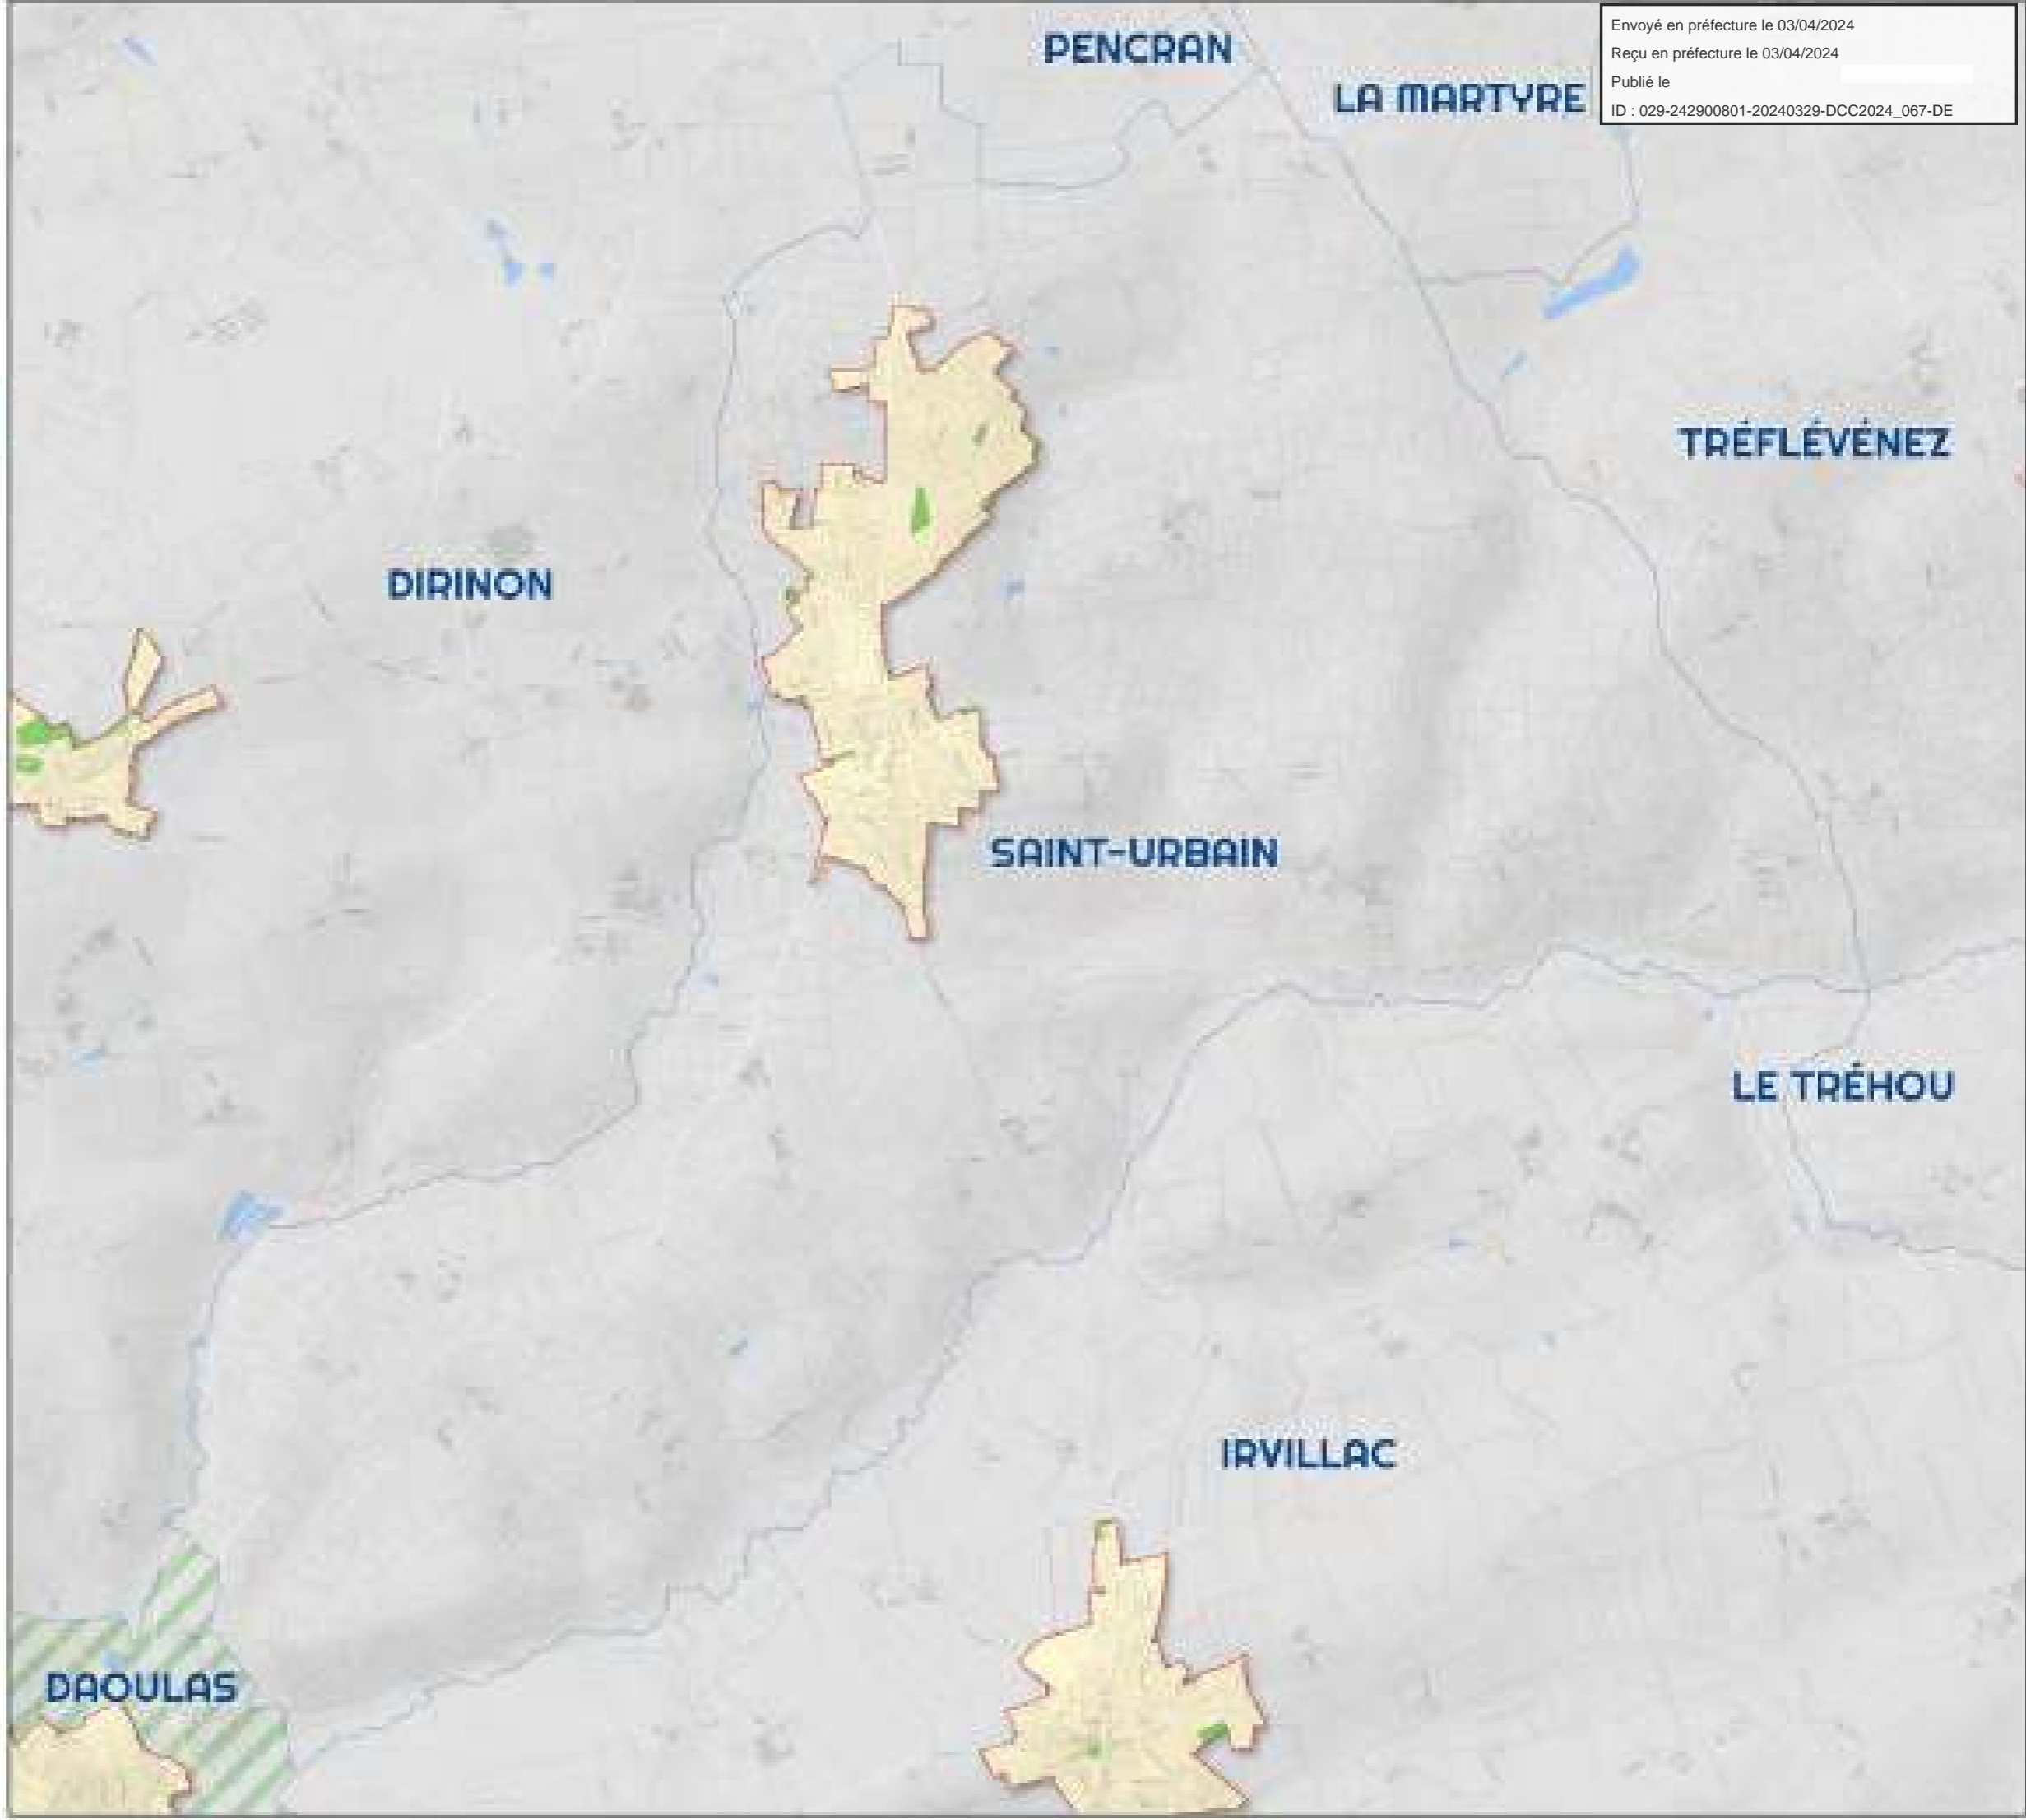 PENCRAN
LA MARTYRE
Envoyé en préfecture le 03/04/2024
Reçu en préfecture le 03/04/2024
Publié le
ID : 029-242900801-20240329-DCC2024_067-DE
TRÉFLÉVÉNEZ
DIRINON
SAINT-URBAIN
LE TRÉHOU
IRVILLAC
DAOULAS